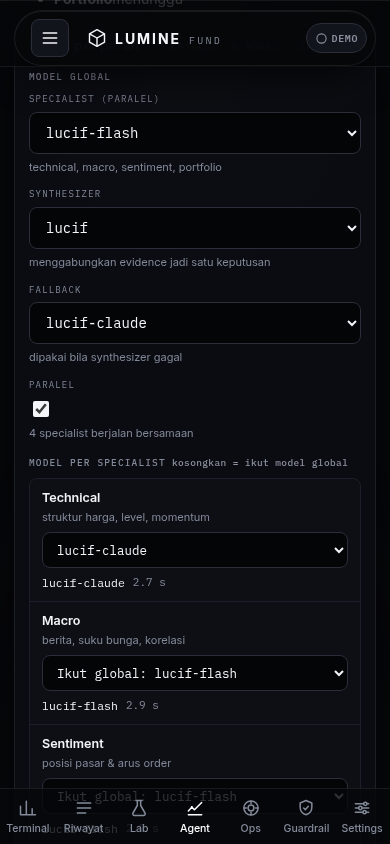 Portfolio menunggu
LUMINE FUND
DEMO
MODEL GLOBAL
SPECIALIST (PARALEL)
lucif-flash
technical, macro, sentiment, portfolio
SYNTHESIZER
lucif
menggabungkan evidence jadi satu keputusan
FALLBACK
lucif-claude
dipakai bila synthesizer gagal
PARALEL
4 specialist berjalan bersamaan
MODEL PER SPECIALIST kosongkan = ikut model global
Technical
struktur harga, level, momentum
lucif-claude
lucif-claude 2.7 s
Macro
berita, suku bunga, korelasi
Ikut global: lucif-flash
lucif-flash 2.9 s
Sentiment
posisi pasar & arus order
Ikut global: lucif-flash
Terminal Riwayat Lab Agent Ops Guardrail Settings